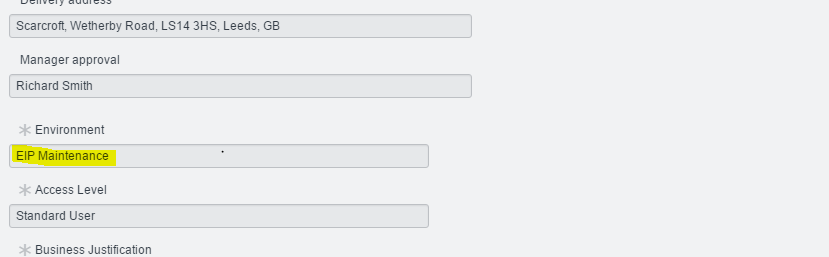 Delivery address
Scarcroft, Wetherby Road, LS14 3HS, Leeds, GB
Manager approval
Richard Smith
Environment
EIP Maintenance
Access Level
Standard User
Business Justification